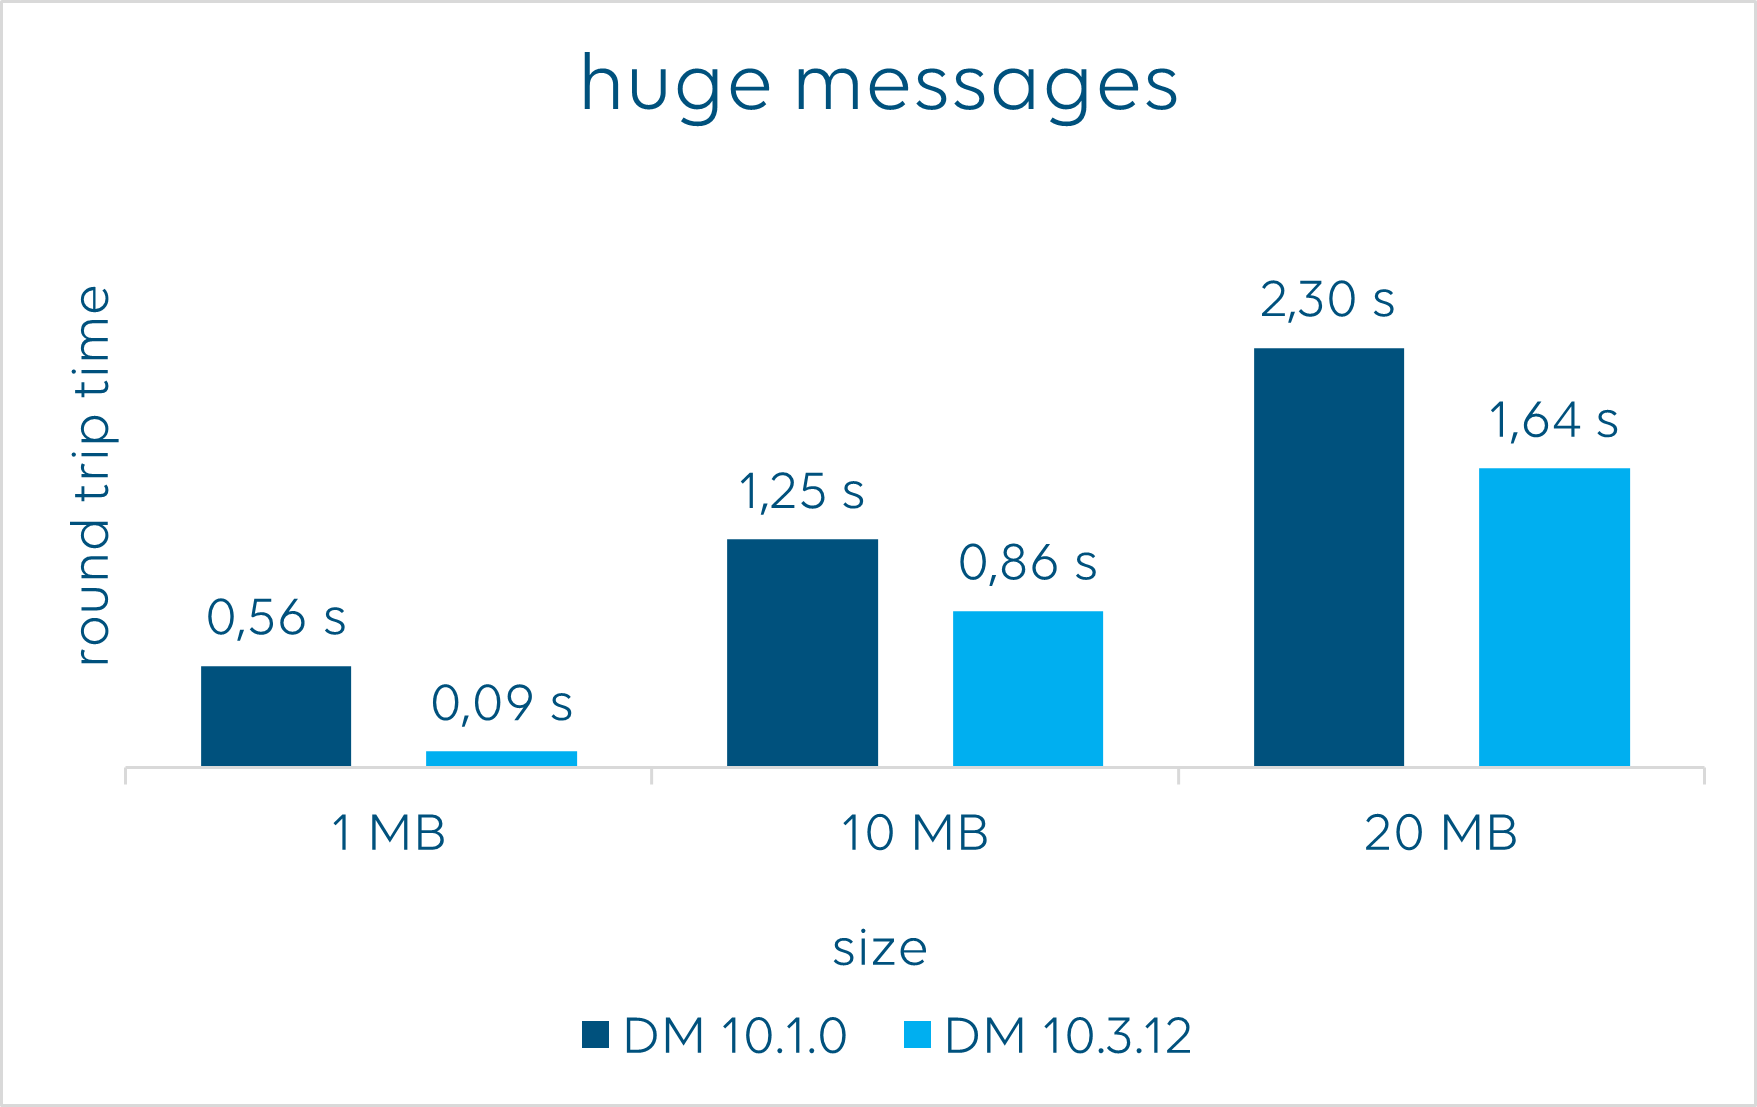 huge messages
round trip time
2,30 s
1,64 s
1,25 s
0,86 s
0,56 s
0,09 s
1 MB
10 MB
20 MB
size
DM 10.1.0
DM 10.3.12